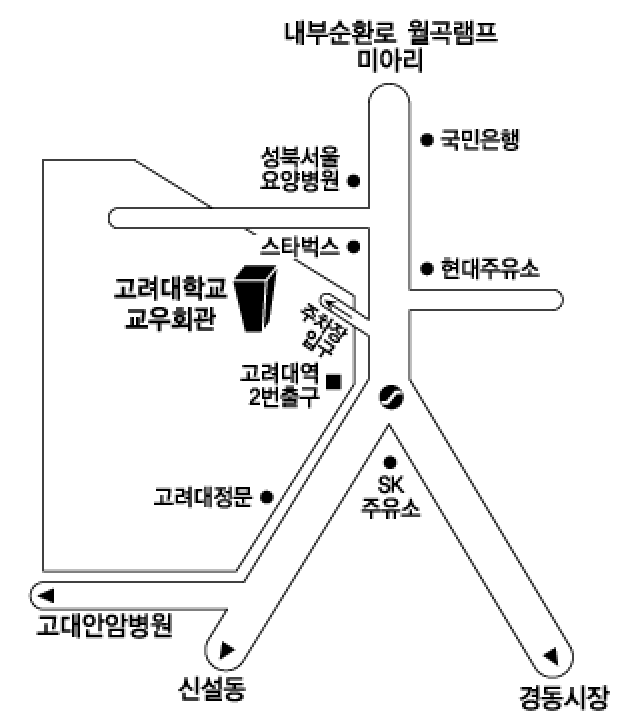 내부순환로 월곡램프
미아리
국민은행
성북서울
요양병원
스타벅스
현대주유소
고려대학교
교우회관
주차장
입구
고려대역
2번출구
SK
주유소
고려대정문
고대안암병원
신설동
경동시장